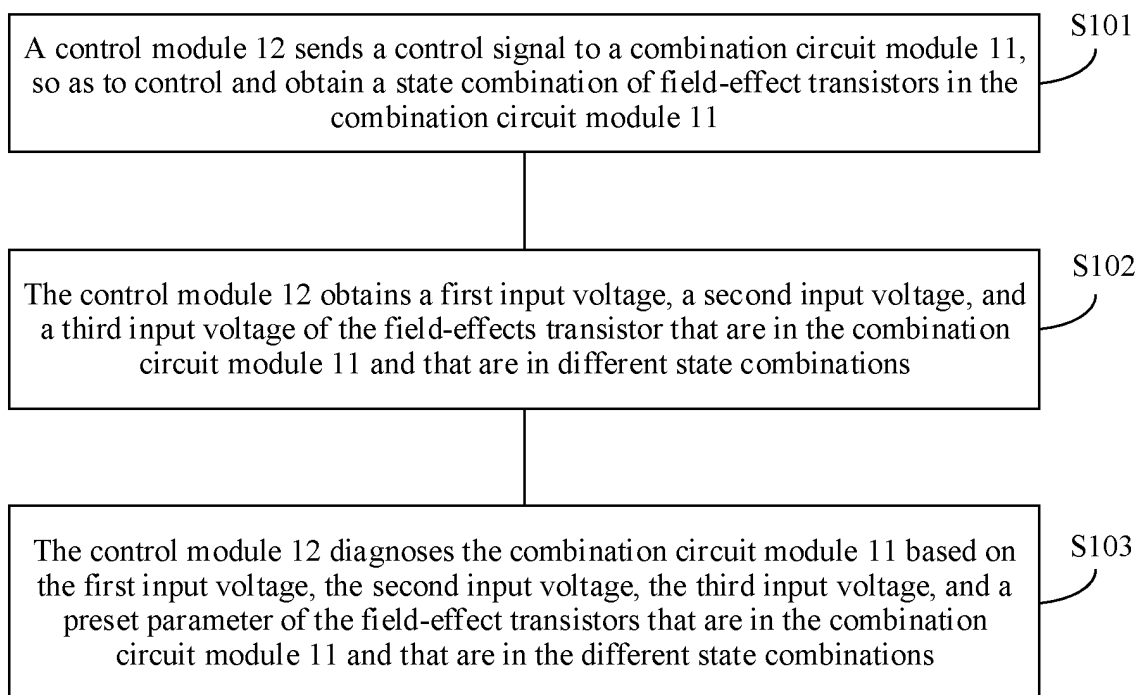 S101
A control module 12 sends a control signal to a combination circuit module 11,
so as to control and obtain a state combination of field-effect transistors in the
combination circuit module 11
S102
The control module 12 obtains a first input voltage, a second input voltage, and
a third input voltage of the field-effects transistor that are in the combination
circuit module 11 and that are in different state combinations
S103
The control module 12 diagnoses the combination circuit module 11 based on
the first input voltage, the second input voltage, the third input voltage, and a
preset parameter of the field-effect transistors that are in the combination
circuit module 11 and that are in the different state combinations